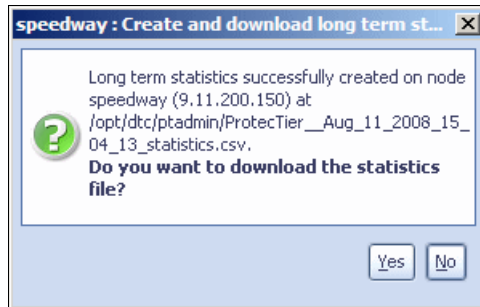 speedway : Create and download long term st...
Long term statistics successfully created on node
speedway (9.11.200.150) at
/opt/dtc/ptadmin/ProtecTier__Aug_11_2008_15_
04_13_statistics.csv.
Do you want to download the statistics
file?
Yes No